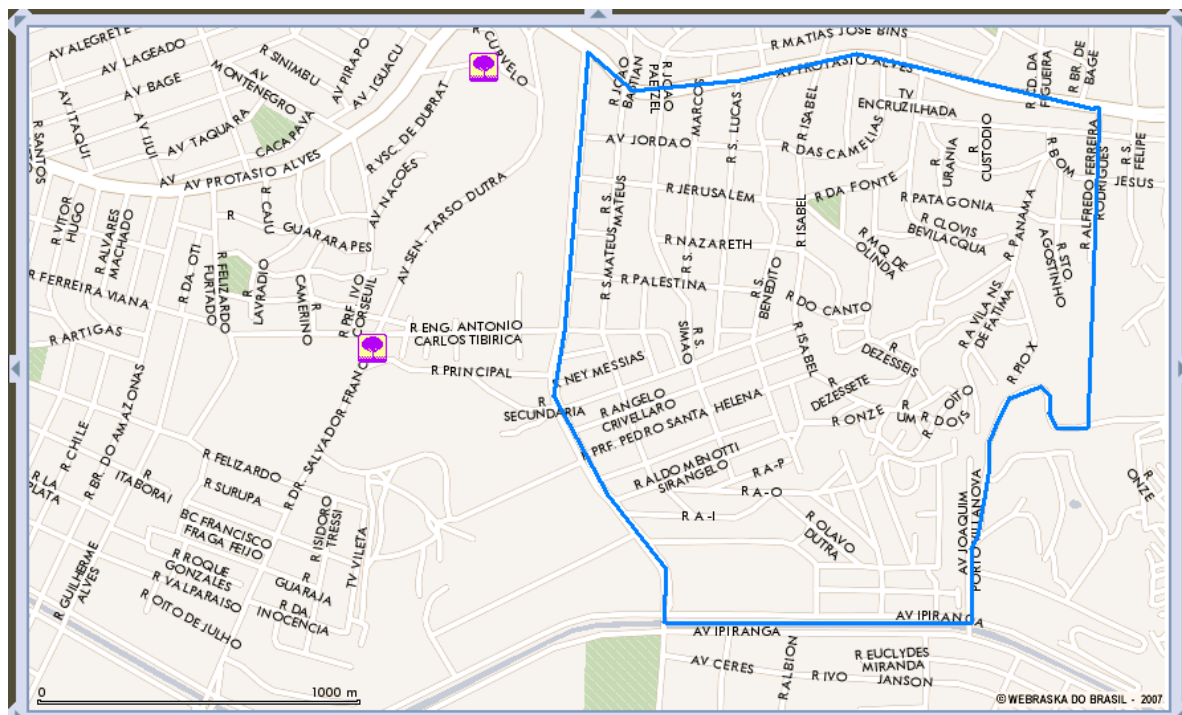 AV ALEGRETE
AV LAGEADO
AV BAGE
R SINIMBU
AV
MONTENEGRO
AV PIRAPO
AV IGUACU
R CURVELO
R SANTOS
AV ITAQUI
AV IJUI
AV TAQUARA
CACAPAVA
R VSC. DE DUPRAT
AV
AV PROTASIO ALVES
R CAJU
AV NACOES
AV SEN. TARSO DUTRA
R VITOR
HUGO
R ALVARES
MACHADO
R
GUARARAPES
R DA. OTI
R FELIZARDO
FURTADO
R
LAVRADIO
R
CAMERINO
R PRF. IVO
CORSEUIL
R FERREIRA VIANA
R ARTIGAS
R ENG. ANTONIO
CARLOS TIBIRICA
R PRINCIPAL
R
SECUNDARIA
R DR. SALVADOR FRANC
R BR. DO AMAZONAS
R CHILE
R LA
PLATA
R
ITABORAI
R FELIZARDO
R SURUPA
BC FRANCISCO
FRAGA FEIJO
R ISIDORO
TRESSI
TV VILETA
R ROQUE
GONZALES
R VALPARAISO
R OITO DE JULHO
R
GUARAJA
R DA.
INOCENCIA
R GUILHERME
ALVES
R MATIAS JOSE BINS
AV PROTASIO ALVES
R JOAO
BASTIAN
R JOAO
PAETZEL
MARCOS
R S. LUCAS
R ISABEL
TV
ENCRUZILHADA
R CD. DA
FIGUEIRA
R BR. DE
BAGE
AV JORDAO
R DAS CAMELIAS
R
URANIA
R
CUSTODIO
R BOM
JESUS
R S.
FELIPE
R ALFREDO FERREIRA
RODRIGUES
R JERUSALEM
R DA FONTE
R PATAGONIA
R CLOVIS
BEVILACQUA
R PANAMA
R STO.
AGOSTINHO
R S.
MATEUS
R S.MATEUS
R NAZARETH
R ISABEL
R MQ. DE
OLINDA
R S.
R PALESTINA
R S.
BENEDITO
R DO CANTO
R A VILA NS.
DE FATIMA
R S.
SIMAO
R ISABEL
R
DEZESSEIS
R PIO X
R NEY MESSIAS
R ANGELO
CRIVELLARO
R
DEZESSETE
R PRF. PEDRO SANTA HELENA
R ONZE
R
UM
R OITO
R DOIS
R ALDO MENOTTI
SIRANGELO
R A-P
R A-O
R A-I
R OLAVO
DUTRA
AV JOAQUIM
PORTO VILLANOVA
R
ONZE
AV IPIRANGA
AV IPIRANGA
AV CERES
R ALBION
R IVO
R EUCLYDES
MIRANDA
JANSON
0 1000 m
© WEBRASKA DO BRASIL - 2007